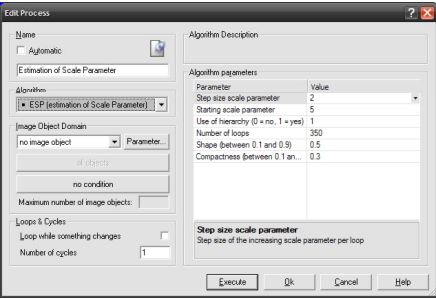 Edit Process
Name
Automatic
Estimation of Scale Parameter
Algorithm
ESP (estimation of Scale Parameter)
Image Object Domain
no image object
Parameter...
all objects
no condition
Maximum number of image objects:
Loops & Cycles
Loop while something changes
Number of cycles
1
Algorithm Description
Algorithm parameters
Parameter Value
Step size scale parameter 2
Starting scale parameter 5
Use of hierarchy (0 = no, 1 = yes) 1
Number of loops 350
Shape (between 0.1 and 0.9) 0.5
Compactness (between 0.1 an... 0.3
Step size scale parameter
Step size of the increasing scale parameter per loop
Execute Ok Cancel Help